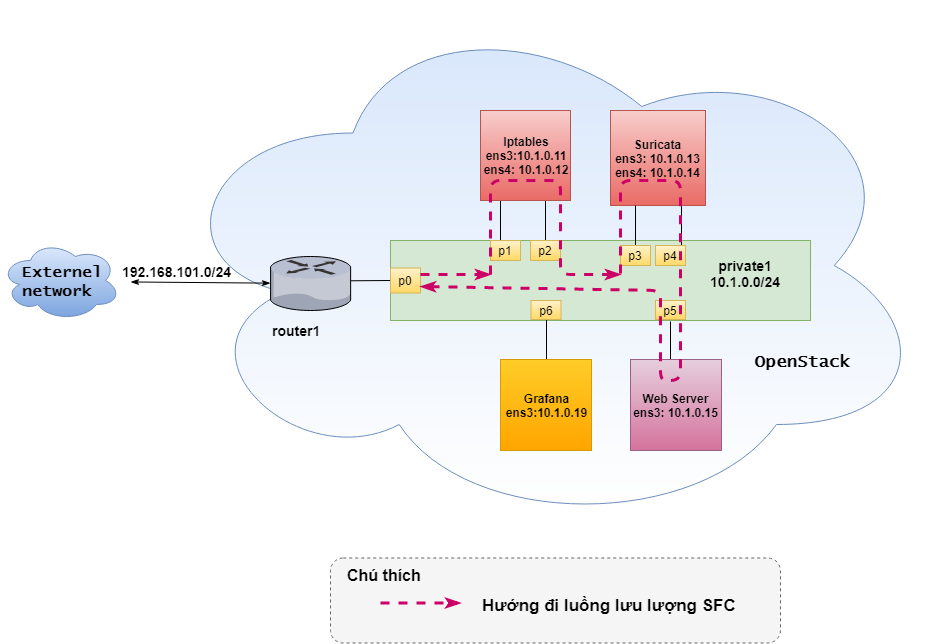 Iptables
ens3:10.1.0.11
ens4: 10.1.0.12
Suricata
ens3: 10.1.0.13
ens4: 10.1.0.14
p1
p2
p3
p4
private1
10.1.0.0/24
Externel
network
192.168.101.0/24
p0
router1
p6
p5
OpenStack
Grafana
ens3:10.1.0.19
Web Server
ens3: 10.1.0.15
Chú thích
Hướng đi luồng lưu lượng SFC